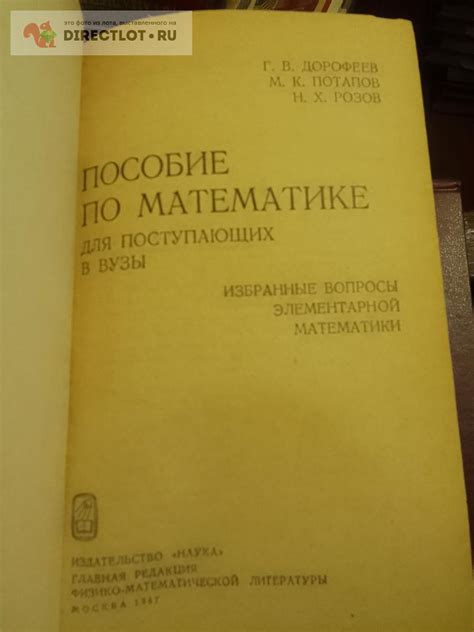 это фото из лота, выставленного на
DIRECTLOT.RU
Г. В. ДОРОФЕЕВ
М. К. ПОТАПОВ
Н. Х. РОЗОВ
ПОСОБИЕ
ПО МАТЕМАТИКЕ
ДЛЯ ПОСТУПАЮЩИХ
В ВУЗЫ
ИЗБРАННЫЕ ВОПРОСЫ
ЭЛЕМЕНТАРНОЙ
МАТЕМАТИКИ
ИЗДАТЕЛЬСТВО «НАУКА»
ГЛАВНАЯ РЕДАКЦИЯ
ФИЗИКО-МАТЕМАТИЧЕСКОЙ ЛИТЕРАТУРЫ
МОСКВА 1967